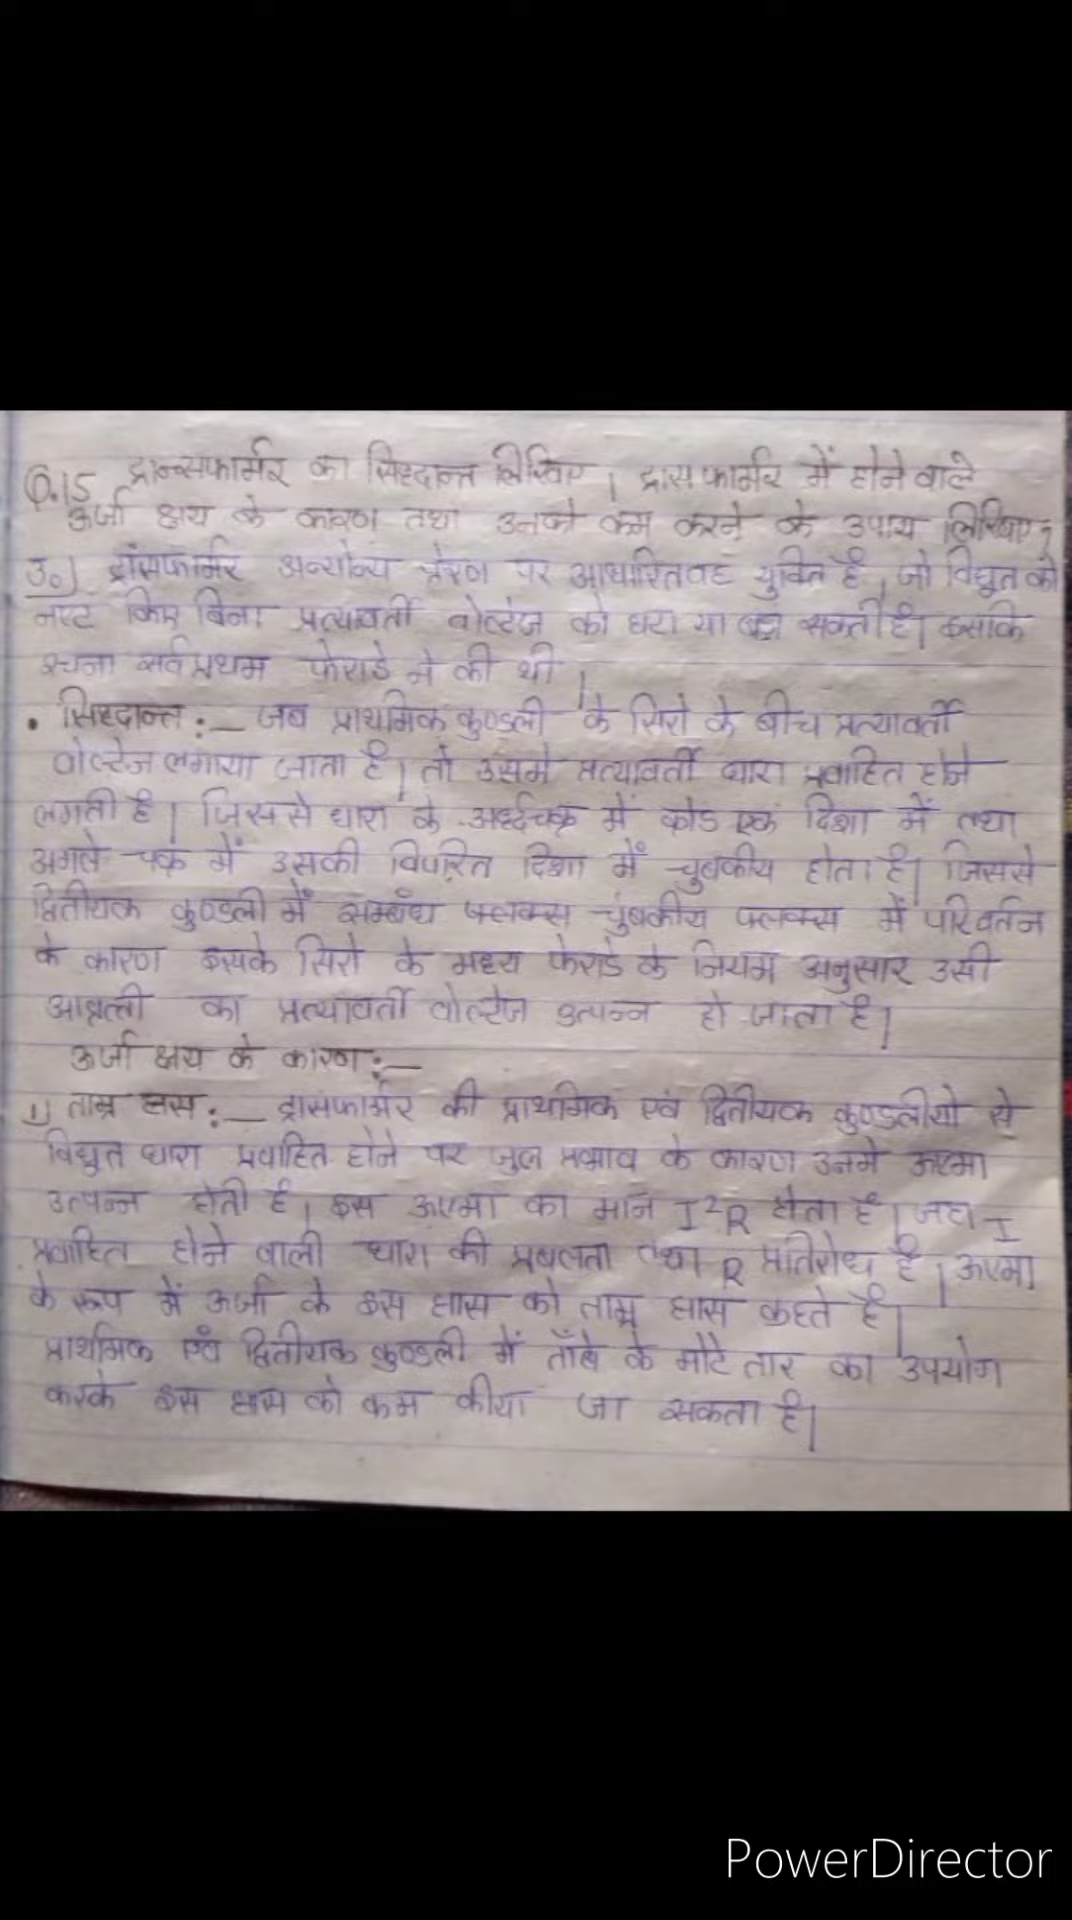 Q.15 ट्रान्सफार्मर का सिध्दान्त लिखिए । ट्रासफार्मर में होने वाले
ऊर्जा क्षय के कारण तथा उनको कम करने के उपाय लिखिए ?
उ०) ट्रांसफार्मर अन्योन्य प्रेरण पर आधारित वह युक्ति है, जो विघुत को
नष्ट किए बिना प्रत्यावर्ती वोल्टेज को घटा या बढ़ा सकती है। इसकि
रचना सर्वप्रथम फेराडे ने की थी ।
• सिध्दान्त :— जब प्राथमिक कुण्डली के सिरो के बीच प्रत्यावर्ती
वोल्टेज लगाया जाता है। तो उसमे प्रत्यावर्ती धारा प्रवाहित होने
लगती है। जिससे धारा के अर्ध्दचक्र में कोड एक दिशा में तथा
अगले चक्र में उसकी विपरित दिशा में चुबकीय होता है। जिससे
द्वितीयक कुण्डली में सम्बंध फ्लक्स चुंबकीय फ्लक्स में परिवर्तन
के कारण इसके सिरो के मध्य फेराडे के नियम अनुसार उसी
का प्रत्यावर्ती वोल्टेज उत्पन्न हो जाता है।
ऊर्जा क्षय के कारण :—
1) ताम्र :— ट्रासफार्मर की प्राथमिक एवं द्वितीयक कुण्डलीयो से
विघुत धारा प्रवाहित होने पर जुल प्रभाव के कारण उनमे ऊष्मा
उत्पन्न होती है। इस ऊष्मा का मान I²R होता है। जहा I
प्रवाहित होने वाली धारा की प्रबलता तथा R प्रतिरोध है। ऊष्मा
के रूप में ऊर्जा के इस हास को ताम्र हास कहते है।
प्राथमिक एवं द्वितीयक कुण्डली में ताँबे के मोटे तार का उपयोग
करके इस हास को कम कीया जा सकता है।
PowerDirector